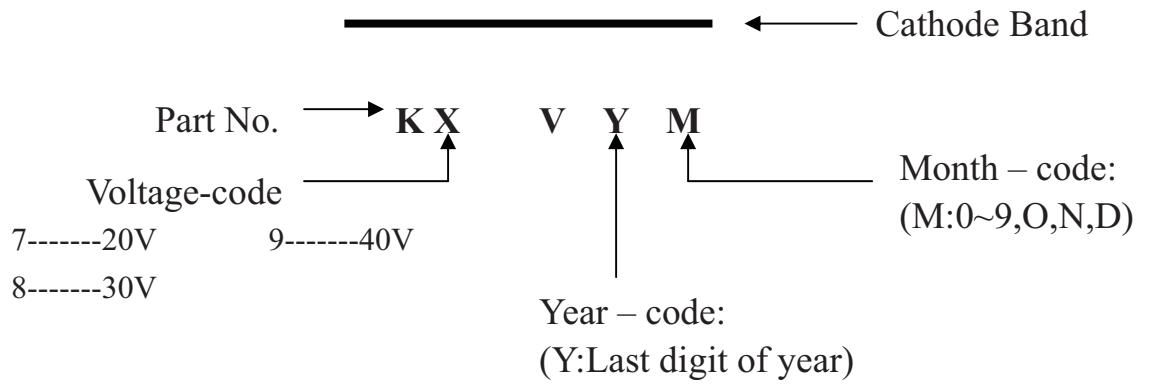 Cathode Band
Part No. K X V Y M
Voltage-code
7-------20V 9-------40V
8-------30V
Month – code:
(M:0~9,O,N,D)
Year – code:
(Y:Last digit of year)